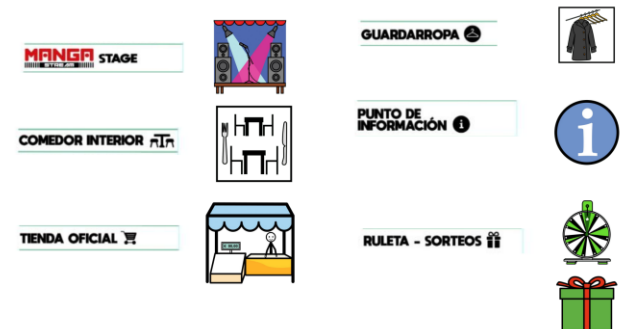 MANGA STAGE
COMEDOR INTERIOR
TIENDA OFICIAL
GUARDARROPA
PUNTO DE
INFORMACIÓN
RULETA - SORTEOS